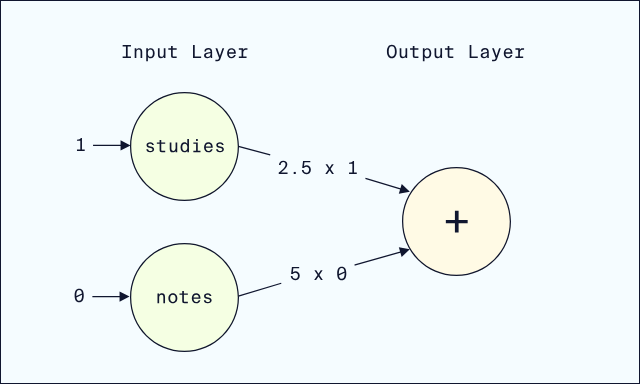 Input Layer
Output Layer
1
studies
2.5 x 1
+
5 x 0
0
notes